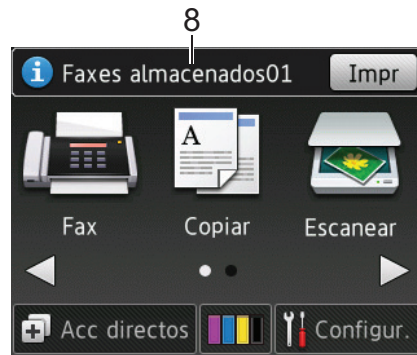 8
Faxes almacenados01 Impr
A
Fax Copiar Escanear
Acc directos Configur.